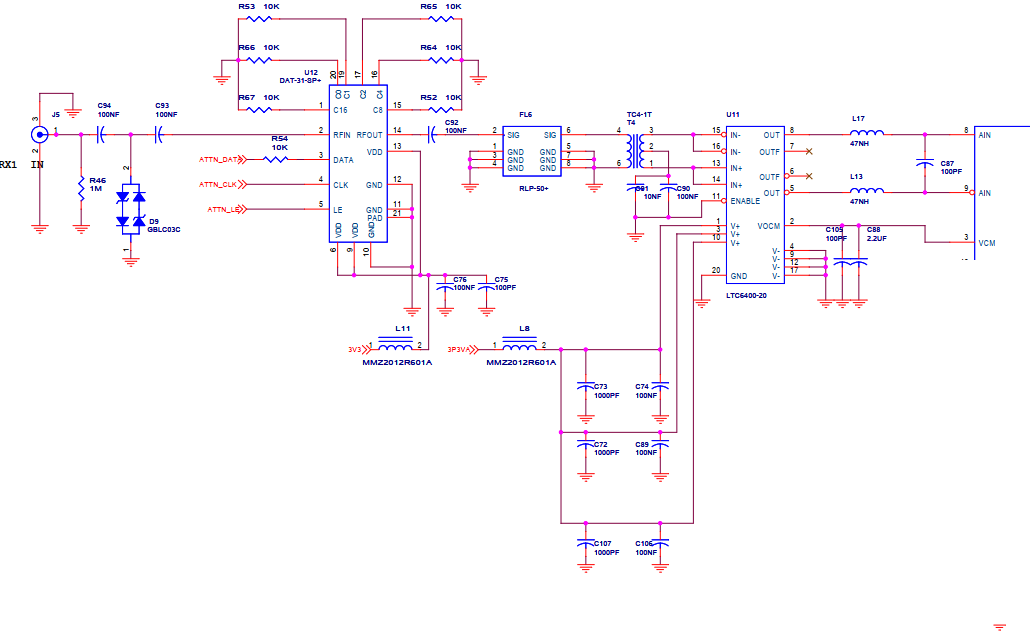 R53 10K
R65 10K
R66 10K
R64 10K
U12
DAT-31-SP+
20 19 17 16
C0 C1 C2 C4
R67 10K
R52 10K
1 C16 C8 15
J5
3
1
2
RX1 IN
C94
100NF
C93
100NF
2 RFIN RFOUT 14
C92
100NF
R54
10K
ATTN_DATA
3 DATA VDD 13
ATTN_CLK
4 CLK GND 12
ATTN_LE
5 LE GND 11
PAD 21
VDD VDD GND
6 9 10
R46
1M
2
1
D9
GBLC03C
FL6
2 SIG SIG 6
1 GND GND 5
3 GND GND 7
4 GND GND 8
RLP-50+
TC4-1T
T4
4 3
2
6 1
C91
10NF
C90
100NF
U11
15 IN- OUT 8
16 IN- OUTF 7
13 IN+ OUTF 6
14 IN+ OUT 5
11 ENABLE
1 V+ VOCM 2
3 V+
10 V+
V- 4
V- 9
V- 12
V- 17
20 GND
LTC6400-20
L17
47NH
L13
47NH
C87
100PF
8 AIN
9 AIN
3 VCM
C105
100PF
C88
2.2UF
C76
100NF
C75
100PF
L11
3V3 1 2
MMZ2012R601A
L8
3P3VA 1 2
MMZ2012R601A
C73
1000PF
C74
100NF
C72
1000PF
C89
100NF
C107
1000PF
C106
100NF